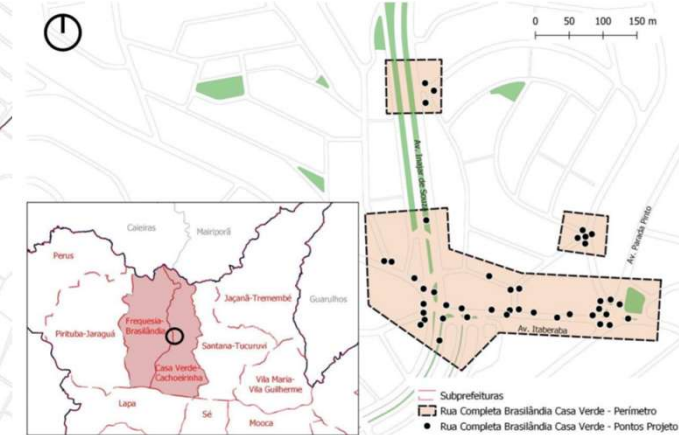 0 50 100 150 m
Av. Inajar de Souza
Av. Parada Pinto
Av. Itaberaba
Caieiras
Mairiporã
Perus
Jaçanã-Tremembé
Guarulhos
Freguesia-
Brasilândia
Pirituba-Jaraguá
Santana-Tucuruvi
Casa Verde-
Cachoeirinha
Vila Maria-
Vila Guilherme
Lapa
Sé
Mooca
Subprefeituras
Rua Completa Brasilândia Casa Verde - Perímetro
Rua Completa Brasilândia Casa Verde - Pontos Projeto